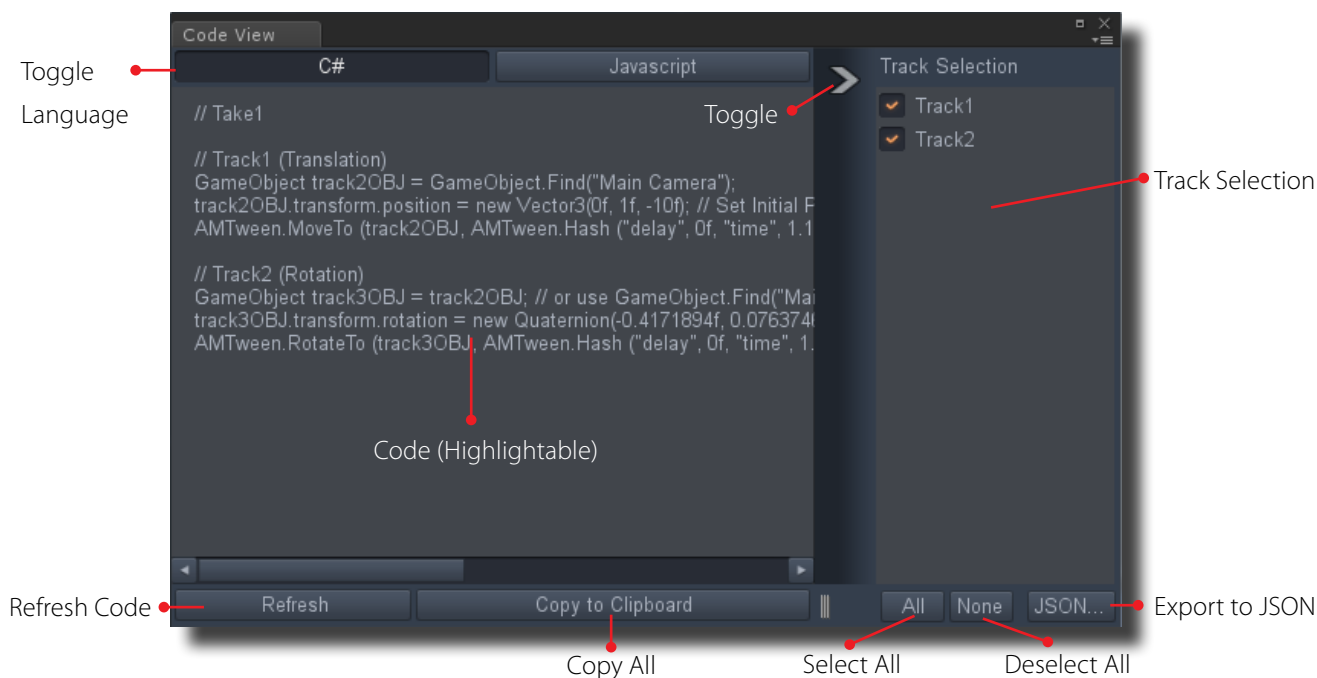 Code View
Toggle
Language
C#
Javascript
Toggle
Track Selection
Track1
Track2
Track Selection
// Take1
// Track1 (Translation)
GameObject track2OBJ = GameObject.Find("Main Camera");
track2OBJ.transform.position = new Vector3(0f, 1f, -10f); // Set Initial P
AMTween.MoveTo (track2OBJ, AMTween.Hash ("delay", 0f, "time", 1.1
// Track2 (Rotation)
GameObject track3OBJ = track2OBJ; // or use GameObject.Find("Mai
track3OBJ.transform.rotation = new Quaternion(-0.4171894f, 0.0763746
AMTween.RotateTo (track3OBJ, AMTween.Hash ("delay", 0f, "time", 1.
Code (Highlightable)
Refresh Code
Refresh
Copy to Clipboard
All
None
JSON...
Export to JSON
Copy All
Select All
Deselect All